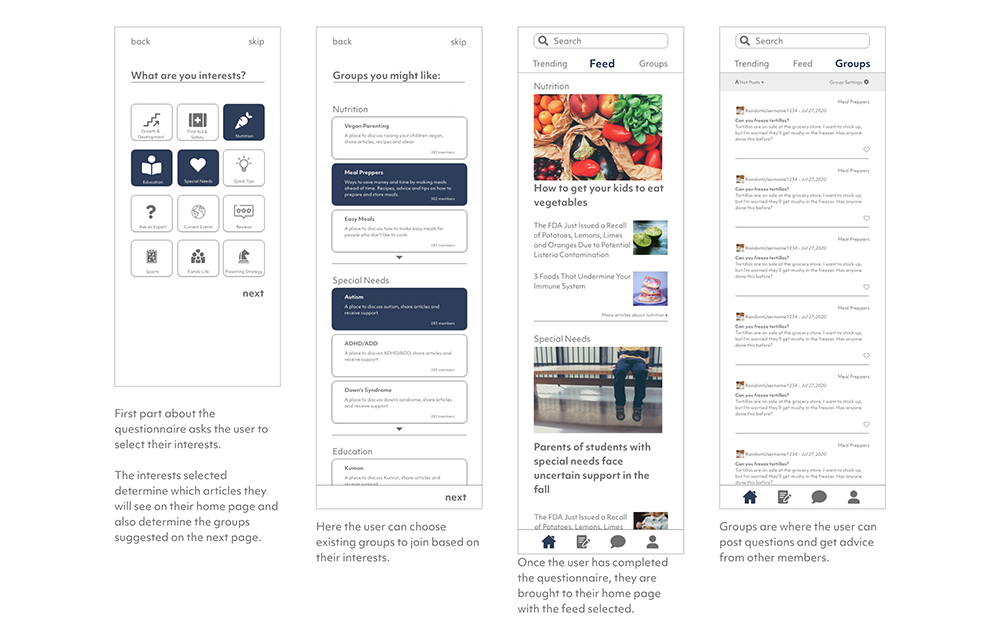 back
skip
What are you interests?
Growth &
Development
First Aid &
Safety
Nutrition
Education
Special Needs
Quick Tips
Ask an Expert
Current Events
Reviews
Sports
Family Life
Parenting Strategy
next
First part about the
questionnaire asks the user to
select their interests.
The interests selected
determine which articles they
will see on their home page and
also determine the groups
suggested on the next page.
back
skip
Groups you might like:
Nutrition
Vegan Parenting
A place to discuss raising your children vegan,
share articles, recipes and ideas
283 members
Meal Preppers
Ways to save money and time by making meals
ahead of time. Recipes, advice and tips on how to
prepare and store meals.
302 members
Easy Meals
A place to discuss how to make easy meals for
people who don't like to cook.
283 members
Special Needs
Autism
A place to discuss autism, share articles and
receive support
283 members
ADHD/ADD
A place to discuss ADHD/ADD, share articles and
receive support.
283 members
Down's Syndrome
A place to discuss down's syndrome, share articles
and receive support.
283 members
Education
Kumon
A place to discuss Kumon, share articles and
receive support
next
Here the user can choose
existing groups to join based on
their interests.
Search
Trending
Feed
Groups
Nutrition
How to get your kids to eat
vegetables
The FDA Just Issued a Recall
of Potatoes, Lemons, Limes
and Oranges Due to Potential
Listeria Contamination
3 Foods That Undermine Your
Immune System
More articles about nutrition
Special Needs
Parents of students with
special needs face
uncertain support in the
fall
The FDA Just Issued a Recall
of Potatoes, Lemons, Limes
Once the user has completed
the questionnaire, they are
brought to their home page
with the feed selected.
Search
Trending
Feed
Groups
Hot Posts
Group Settings
Meal Preppers
RandomUsername1234 - Jul 27,2020
Can you freeze tortillas?
Tortillas are on sale at the grocery store. I want to stock up,
but I'm worried they'll get mushy in the freezer. Has anyone
done this before?
Meal Preppers
RandomUsername1234 - Jul 27,2020
Can you freeze tortillas?
Tortillas are on sale at the grocery store. I want to stock up,
but I'm worried they'll get mushy in the freezer. Has anyone
done this before?
Meal Preppers
RandomUsername1234 - Jul 27,2020
Can you freeze tortillas?
Tortillas are on sale at the grocery store. I want to stock up,
but I'm worried they'll get mushy in the freezer. Has anyone
done this before?
Meal Preppers
RandomUsername1234 - Jul 27,2020
Can you freeze tortillas?
Tortillas are on sale at the grocery store. I want to stock up,
but I'm worried they'll get mushy in the freezer. Has anyone
done this before?
Meal Preppers
RandomUsername1234 - Jul 27,2020
Can you freeze tortillas?
Tortillas are on sale at the grocery store. I want to stock up,
but I'm worried they'll get mushy in the freezer. Has anyone
done this before?
Meal Preppers
RandomUsername1234 - Jul 27,2020
Can you freeze tortillas?
Tortillas are on sale at the grocery store. I want to stock up,
but I'm worried they'll get mushy in the freezer. Has anyone
done this before?
Groups are where the user can
post questions and get advice
from other members.